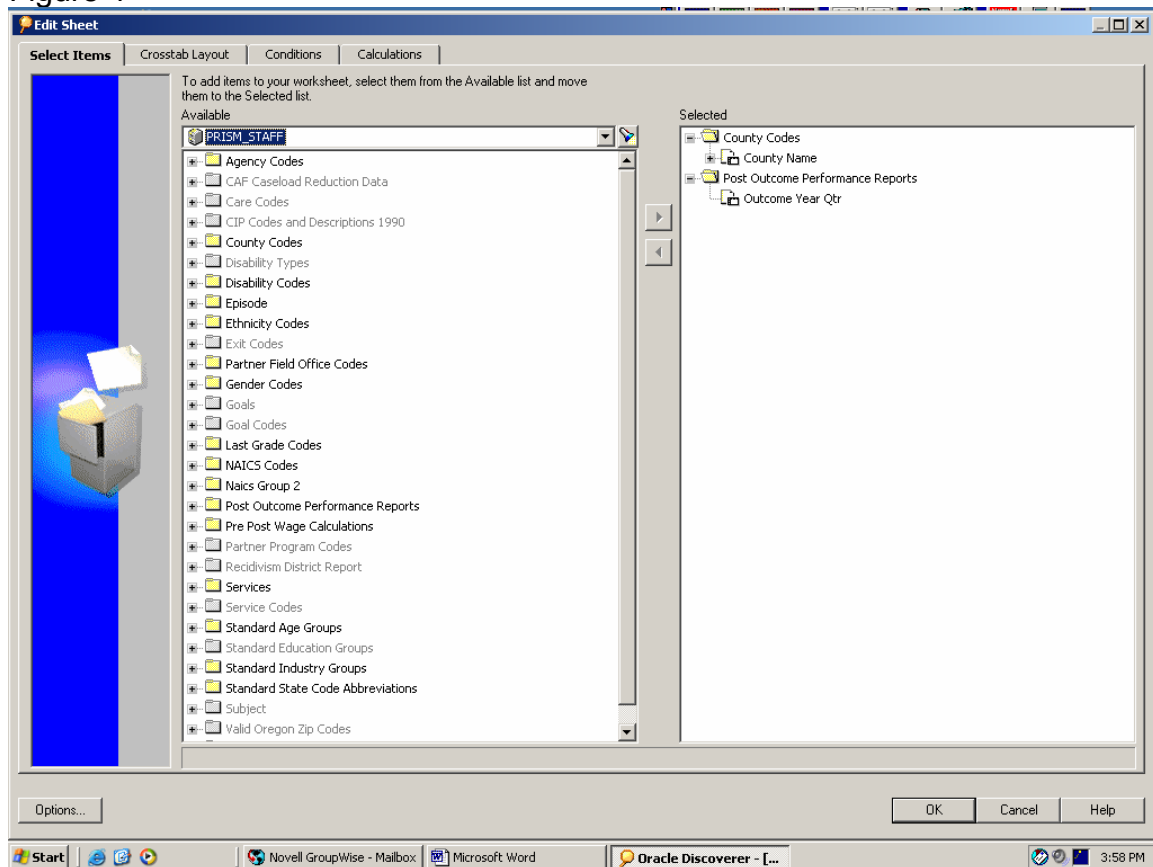 Edit Sheet
Select Items
Crosstab Layout
Conditions
Calculations
To add items to your worksheet, select them from the Available list and move
them to the Selected list.
Available
PRISM_STAFF
Agency Codes
CAF Caseload Reduction Data
Care Codes
CIP Codes and Descriptions 1990
County Codes
Disability Types
Disability Codes
Episode
Ethnicity Codes
Exit Codes
Partner Field Office Codes
Gender Codes
Goals
Goal Codes
Last Grade Codes
NAICS Codes
Naics Group 2
Post Outcome Performance Reports
Pre Post Wage Calculations
Partner Program Codes
Recidivism District Report
Services
Service Codes
Standard Age Groups
Standard Education Groups
Standard Industry Groups
Standard State Code Abbreviations
Subject
Valid Oregon Zip Codes
Selected
County Codes
County Name
Post Outcome Performance Reports
Outcome Year Qtr
Options...
OK
Cancel
Help
Start
Novell GroupWise - Mailbox
Microsoft Word
Oracle Discoverer - [...
3:58 PM